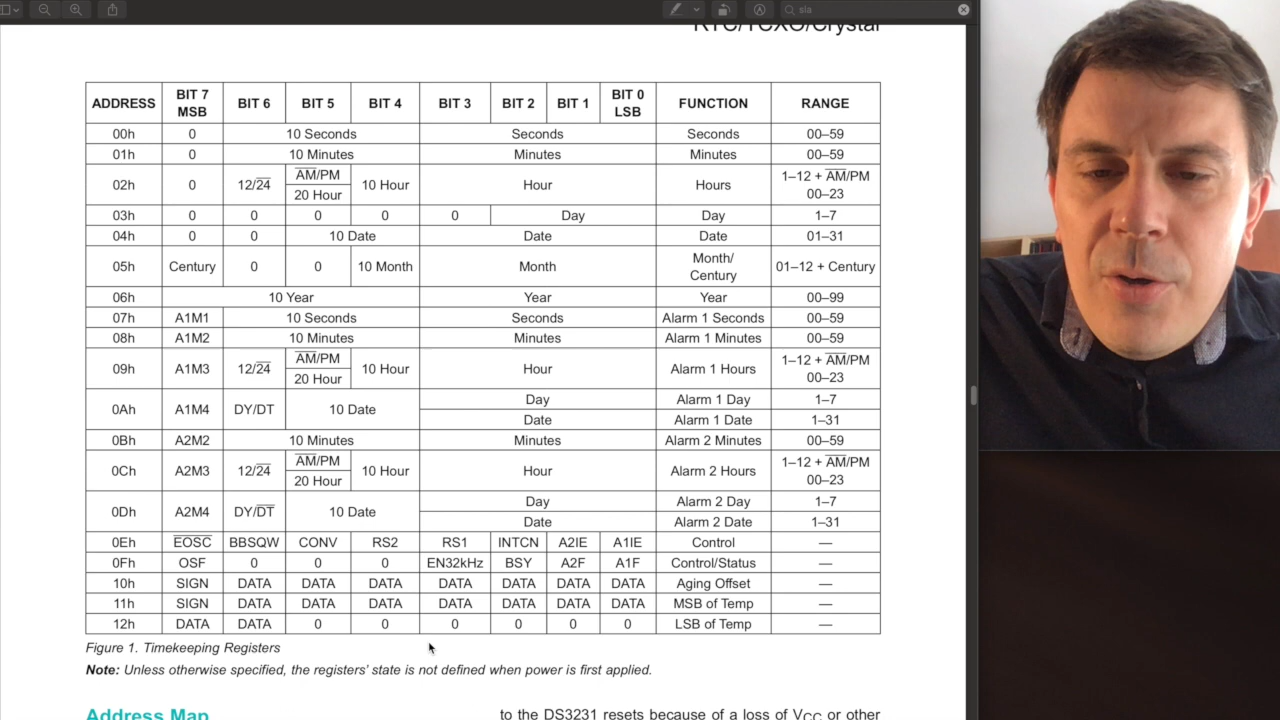 sla
RTC/TCXO/Crystal
ADDRESS BIT 7 MSB BIT 6 BIT 5 BIT 4 BIT 3 BIT 2 BIT 1 BIT 0 LSB FUNCTION RANGE
00h 0 10 Seconds Seconds Seconds 00–59
01h 0 10 Minutes Minutes Minutes 00–59
02h 0 12/24 AM/PM 20 Hour 10 Hour Hour Hours 1–12 + AM/PM 00–23
03h 0 0 0 0 0 Day Day 1–7
04h 0 0 10 Date Date Date 01–31
05h Century 0 0 10 Month Month Month/ Century 01–12 + Century
06h 10 Year Year Year 00–99
07h A1M1 10 Seconds Seconds Alarm 1 Seconds 00–59
08h A1M2 10 Minutes Minutes Alarm 1 Minutes 00–59
09h A1M3 12/24 AM/PM 20 Hour 10 Hour Hour Alarm 1 Hours 1–12 + AM/PM 00–23
0Ah A1M4 DY/DT 10 Date Day Alarm 1 Day 1–7
Date Alarm 1 Date 1–31
0Bh A2M2 10 Minutes Minutes Alarm 2 Minutes 00–59
0Ch A2M3 12/24 AM/PM 20 Hour 10 Hour Hour Alarm 2 Hours 1–12 + AM/PM 00–23
0Dh A2M4 DY/DT 10 Date Day Alarm 2 Day 1–7
Date Alarm 2 Date 1–31
0Eh EOSC BBSQW CONV RS2 RS1 INTCN A2IE A1IE Control —
0Fh OSF 0 0 0 EN32kHz BSY A2F A1F Control/Status —
10h SIGN DATA DATA DATA DATA DATA DATA DATA Aging Offset —
11h SIGN DATA DATA DATA DATA DATA DATA DATA MSB of Temp —
12h DATA DATA 0 0 0 0 0 0 LSB of Temp —
Figure 1. Timekeeping Registers
Note: Unless otherwise specified, the registers' state is not defined when power is first applied.
Address Map
to the DS3231 resets because of a loss of VCC or other